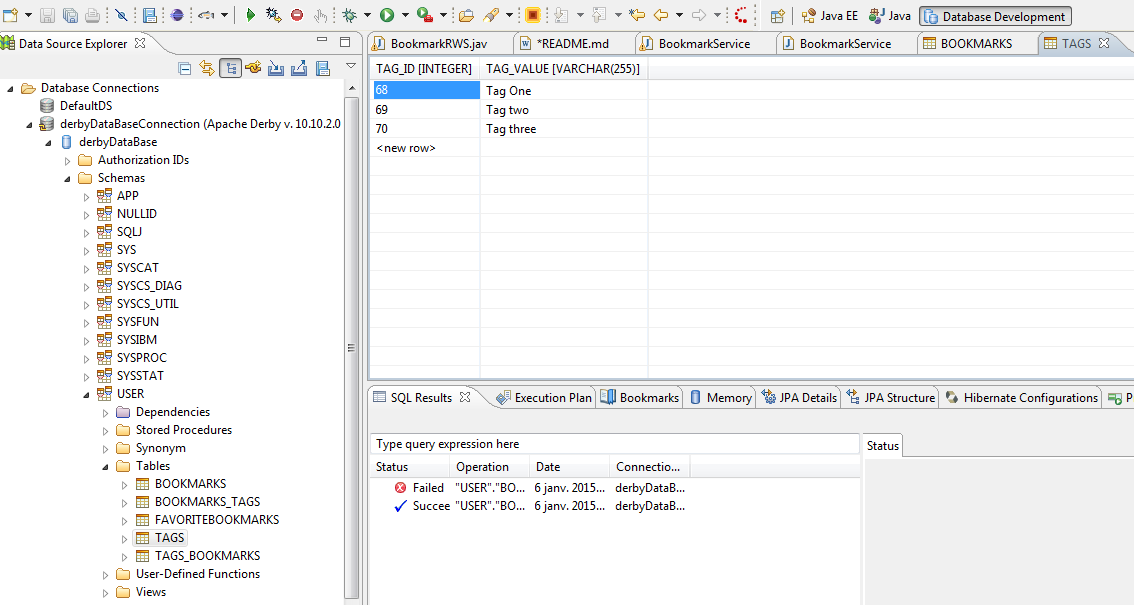 Java EE
Java
Database Development
Data Source Explorer
Database Connections
DefaultDS
derbyDataBaseConnection (Apache Derby v. 10.10.2.0
derbyDataBase
Authorization IDs
Schemas
APP
NULLID
SQLJ
SYS
SYSCAT
SYSCS_DIAG
SYSCS_UTIL
SYSFUN
SYSIBM
SYSPROC
SYSSTAT
USER
Dependencies
Stored Procedures
Synonym
Tables
BOOKMARKS
BOOKMARKS_TAGS
FAVORITEBOOKMARKS
TAGS
TAGS_BOOKMARKS
User-Defined Functions
Views
BookmarkRWS.jav
*README.md
BookmarkService
BookmarkService
BOOKMARKS
TAGS
TAG_ID [INTEGER] TAG_VALUE [VARCHAR(255)]
68 Tag One
69 Tag two
70 Tag three
<new row>
SQL Results
Execution Plan
Bookmarks
Memory
JPA Details
JPA Structure
Hibernate Configurations
P
Type query expression here
Status Operation Date Connectio...
Failed "USER"."BO... 6 janv. 2015... derbyDataB...
Succee "USER"."BO... 6 janv. 2015... derbyDataB...
Status